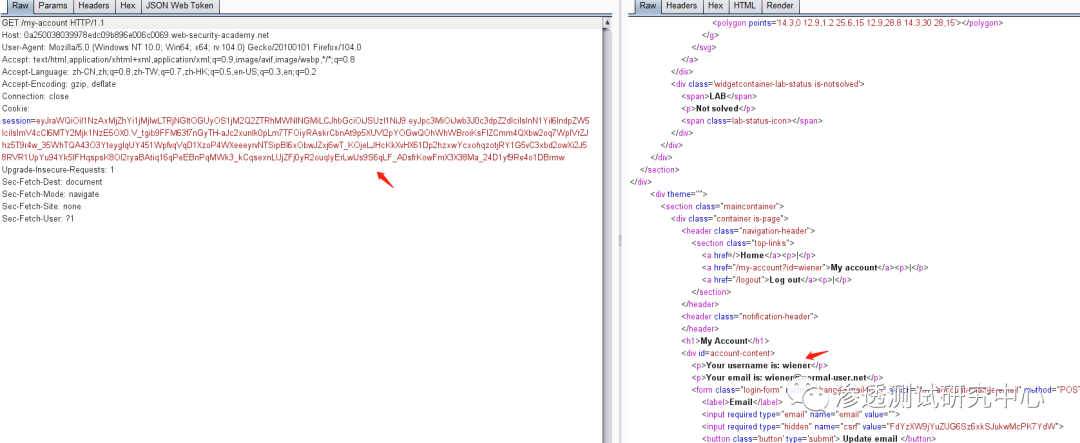 Raw Params Headers Hex JSON Web Token
GET /my-account HTTP/1.1
Host: 0a250038039978edc09b896e006c0069.web-security-academy.net
User-Agent: Mozilla/5.0 (Windows NT 10.0; Win64; x64; rv:104.0) Gecko/20100101 Firefox/104.0
Accept: text/html,application/xhtml+xml,application/xml;q=0.9,image/avif,image/webp,*/*;q=0.8
Accept-Language: zh-CN,zh;q=0.8,zh-TW;q=0.7,zh-HK;q=0.5,en-US;q=0.3,en;q=0.2
Accept-Encoding: gzip, deflate
Connection: close
Cookie:
Upgrade-Insecure-Requests: 1
Sec-Fetch-Dest: document
Sec-Fetch-Mode: navigate
Sec-Fetch-Site: none
Sec-Fetch-User: ?1
Raw Headers Hex HTML Render
<polygon points='14.3,0 12.9,1.2 25.6,15 12.9,28.8 14.3,30 28,15'></polygon>
</g>
</svg>
</a>
</div>
<div class='widgetcontainer-lab-status is-notsolved'>
<span>LAB</span>
<p>Not solved</p>
<span class=lab-status-icon></span>
</div>
</div>
</div>
</section>
</div>
<div theme="">
<section class="maincontainer">
<div class="container is-page">
<header class="navigation-header">
<section class="top-links">
<a href=/>Home</a><p>|</p>
<a href="/my-account?id=wiener">My account</a><p>|</p>
<a href="/logout">Log out</a><p>|</p>
</section>
</header>
<header class="notification-header">
</header>
<h1>My Account</h1>
<div id=account-content>
<p>Your username is: wiener</p>
<p>Your email is: wiener@normal-user.net</p>
<form class="login-form" method="POST
<label>Email</label>
<input required type="email" name="email" value="">
<input required type="hidden" name="csrf" value="FdYzXW9jYuZUG6Sz6xkSJukwMcPK7YdW">
<button class='button' type='submit'> Update email </button>
渗透测试研究中心